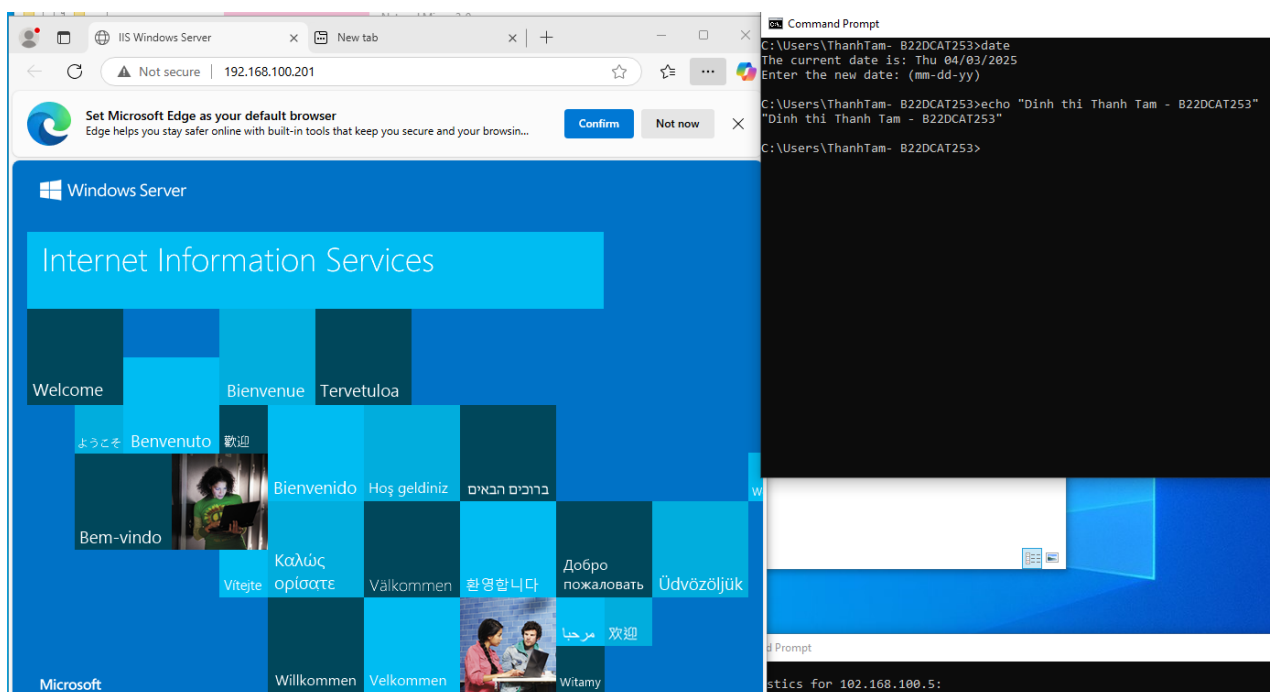 IIS Windows Server
New tab
Not secure
192.168.100.201
Set Microsoft Edge as your default browser
Edge helps you stay safer online with built-in tools that keep you secure and your browsin...
Confirm
Not now
Windows Server
Internet Information Services
Welcome
Bienvenue
Tervetuloa
ようこそ
Benvenuto
歡迎
Bienvenido
Hoş geldiniz
ברוכים הבאים
W
Bem-vindo
Vítejte
Καλώς
ορίσατε
Välkommen
환영합니다
Добро
пожаловать
Üdvözöljük
مرحبا
欢迎
Microsoft
Willkommen
Velkommen
Witamy
Command Prompt
C:\Users\ThanhTam- B22DCAT253>date
The current date is: Thu 04/03/2025
Enter the new date: (mm-dd-yy)
C:\Users\ThanhTam- B22DCAT253>echo "Dinh thi Thanh Tam - B22DCAT253"
"Dinh thi Thanh Tam - B22DCAT253"
C:\Users\ThanhTam- B22DCAT253>
d Prompt
stics for 102.168.100.5: